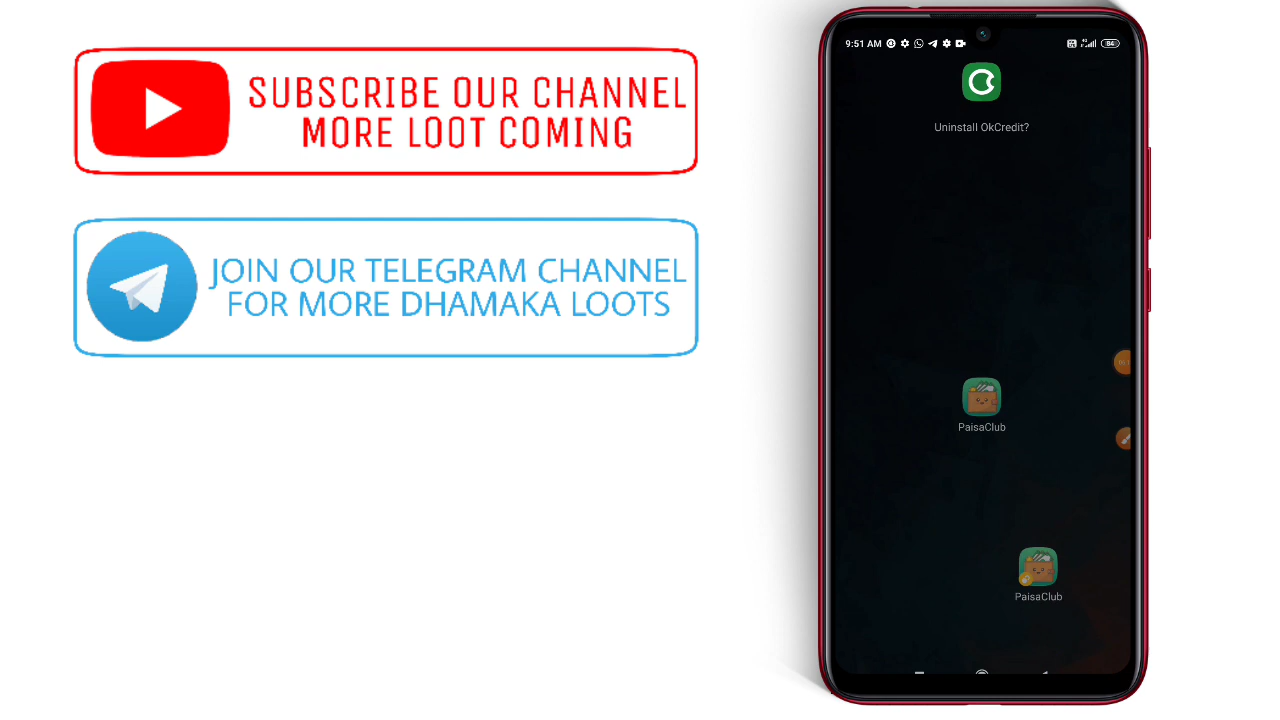 SUBSCRIBE OUR CHANNEL
MORE LOOT COMING
JOIN OUR TELEGRAM CHANNEL
FOR MORE DHAMAKA LOOTS
9:51 AM
84
Uninstall OkCredit?
PaisaClub
PaisaClub